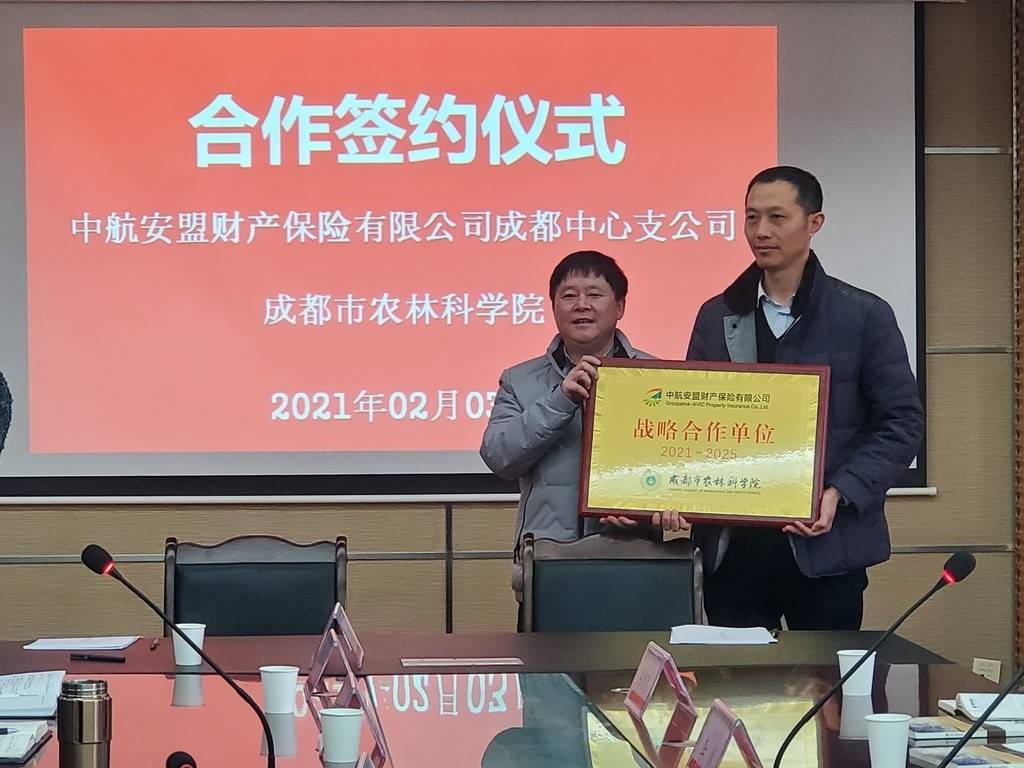 合作签约仪式
中航安盟财产保险有限公司成都中心支公司
成都市农林科学院
2021年02月03
中航安盟财产保险有限公司
Groupama-AVIC Property Insurance Co.,Ltd.
战略合作单位
2021-2025
成都市农林科学院